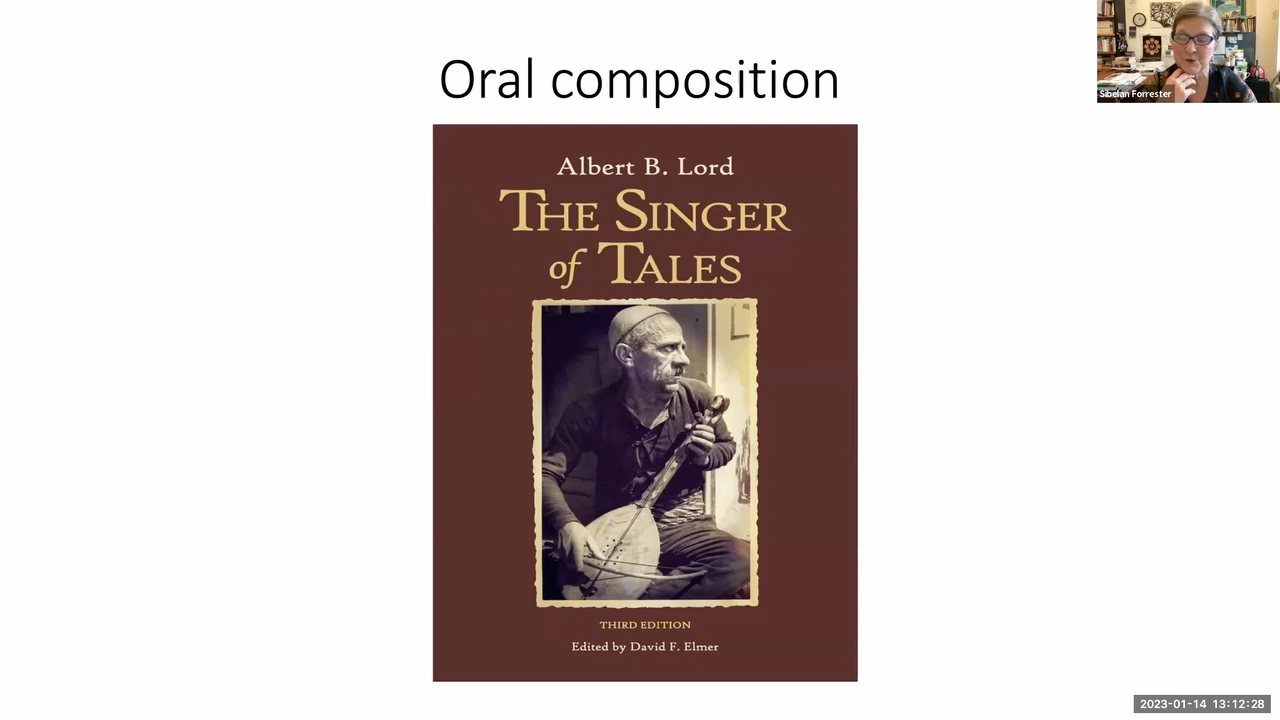 Oral composition
Albert B. Lord
THE SINGER
of TALES
THIRD EDITION
Edited by David F. Elmer
Sibelan Forrester
2023-01-14 13:12:28